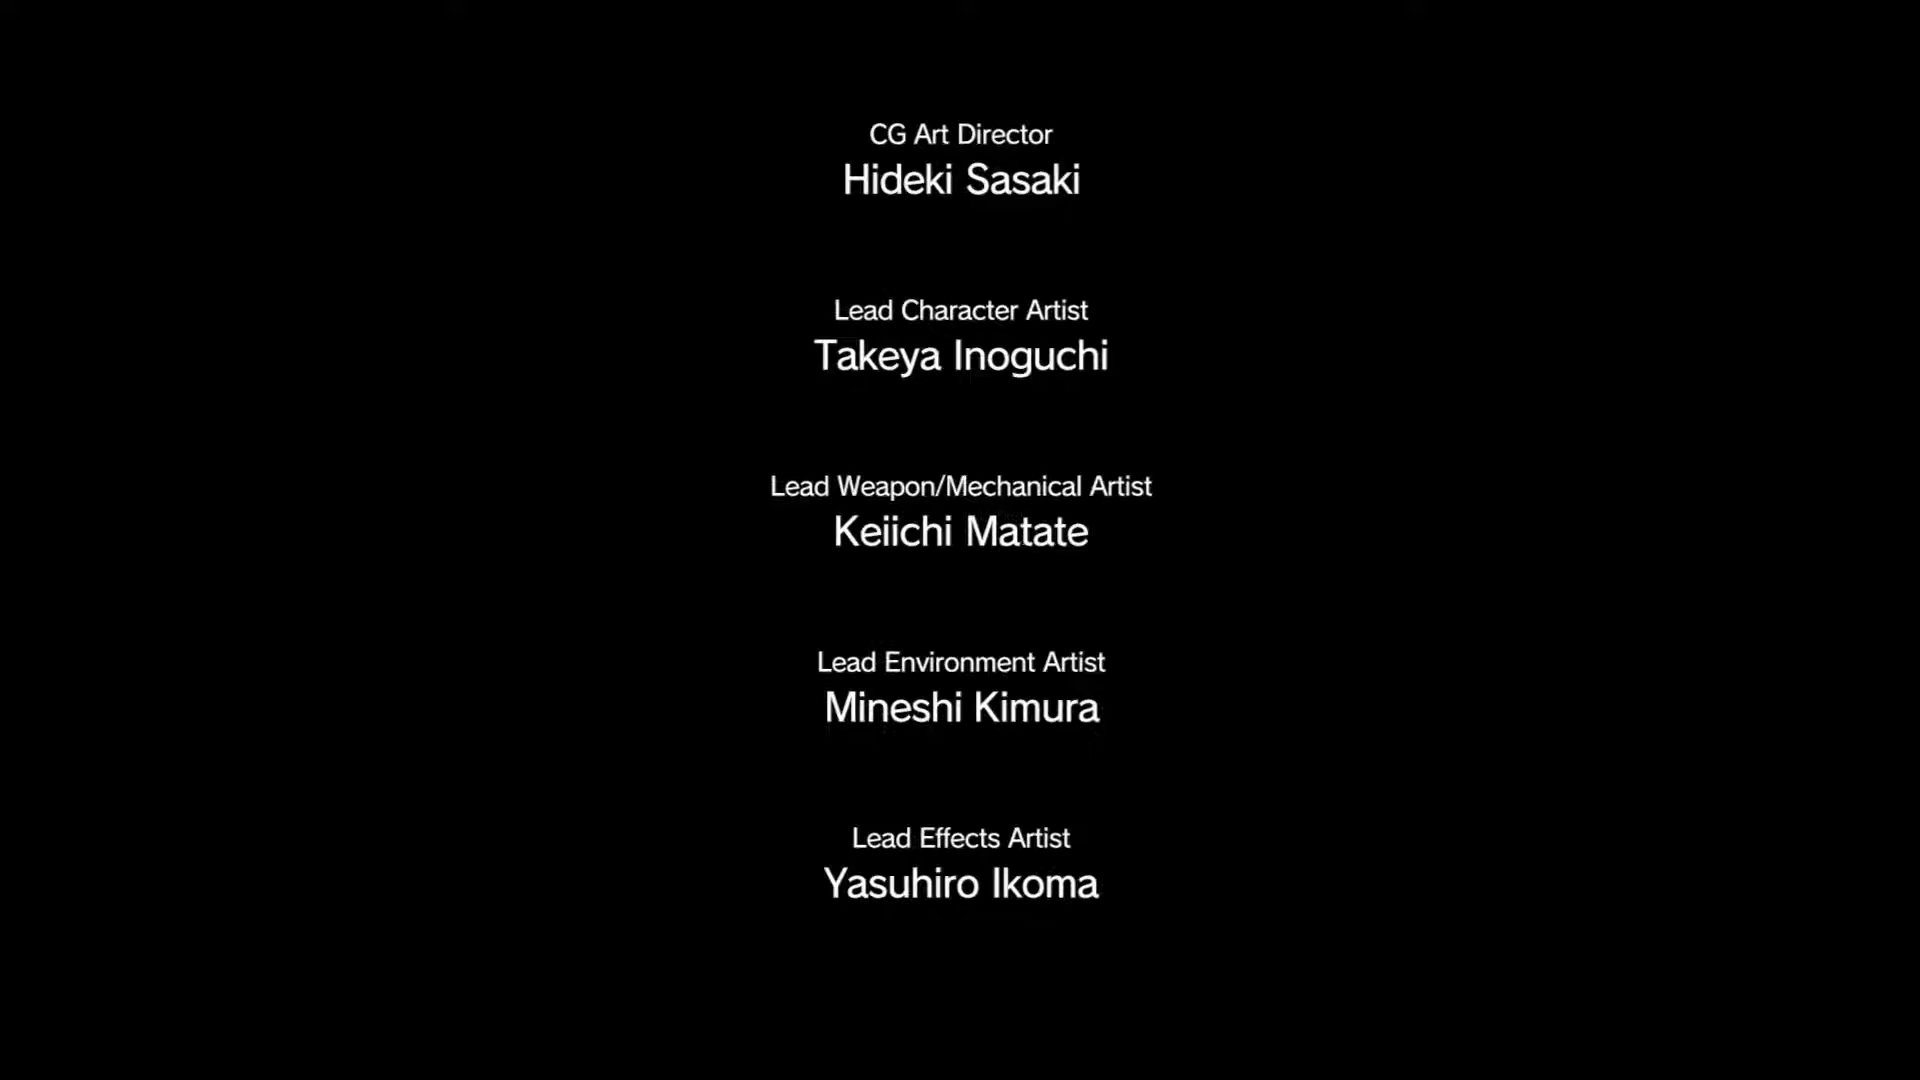 CG Art Director
Hideki Sasaki
Lead Character Artist
Takeya Inoguchi
Lead Weapon/Mechanical Artist
Keiichi Matate
Lead Environment Artist
Mineshi Kimura
Lead Effects Artist
Yasuhiro Ikoma